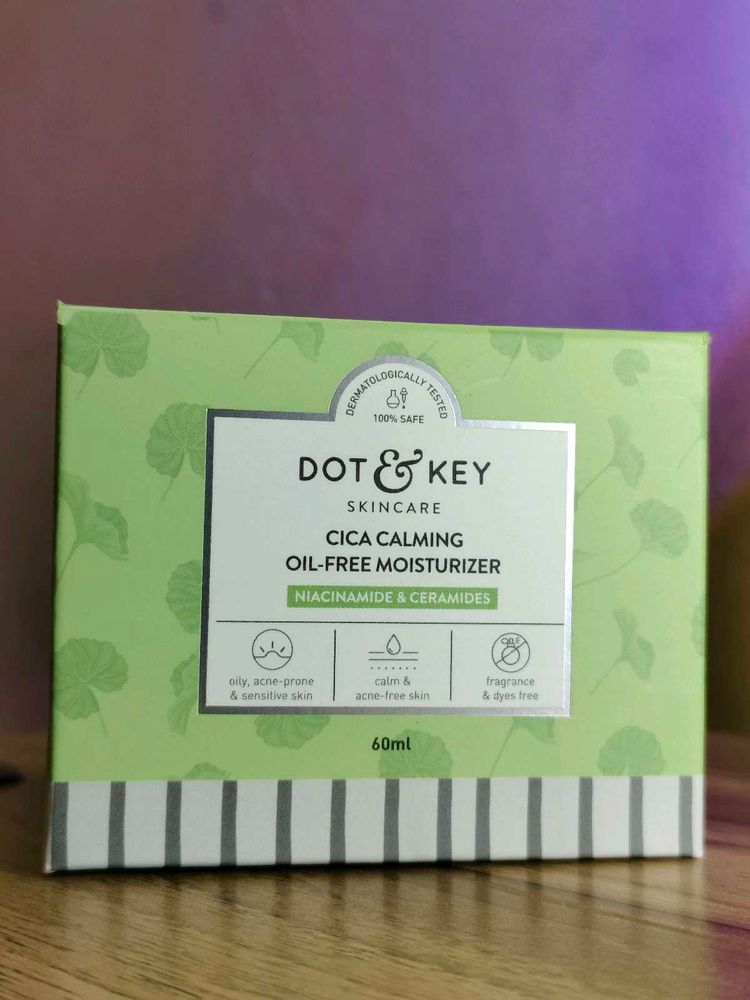 DERMATOLOGICALLY TESTED
100% SAFE
DOT & KEY
SKINCARE
CICA CALMING
OIL-FREE MOISTURIZER
NIACINAMIDE & CERAMIDES
oily, acne-prone
& sensitive skin
calm &
acne-free skin
fragrance
& dyes free
60ml